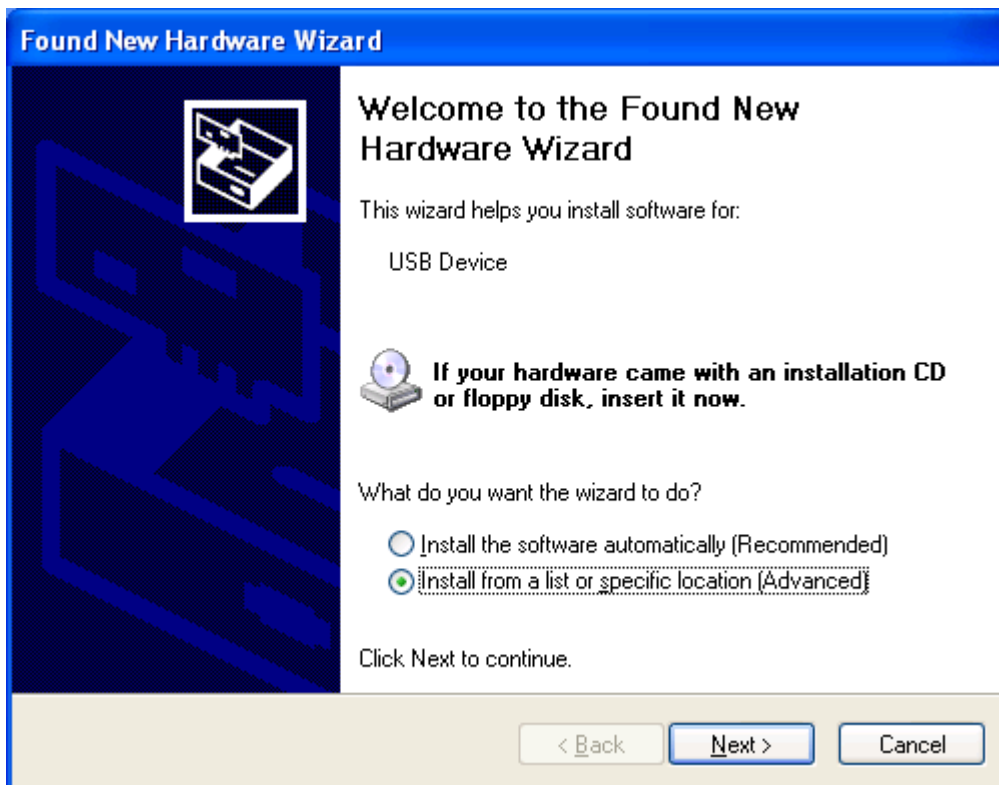 Found New Hardware Wizard
Welcome to the Found New
Hardware Wizard
This wizard helps you install software for:
USB Device
If your hardware came with an installation CD
or floppy disk, insert it now.
What do you want the wizard to do?
Install the software automatically (Recommended)
Install from a list or specific location (Advanced)
Click Next to continue.
< Back Next > Cancel